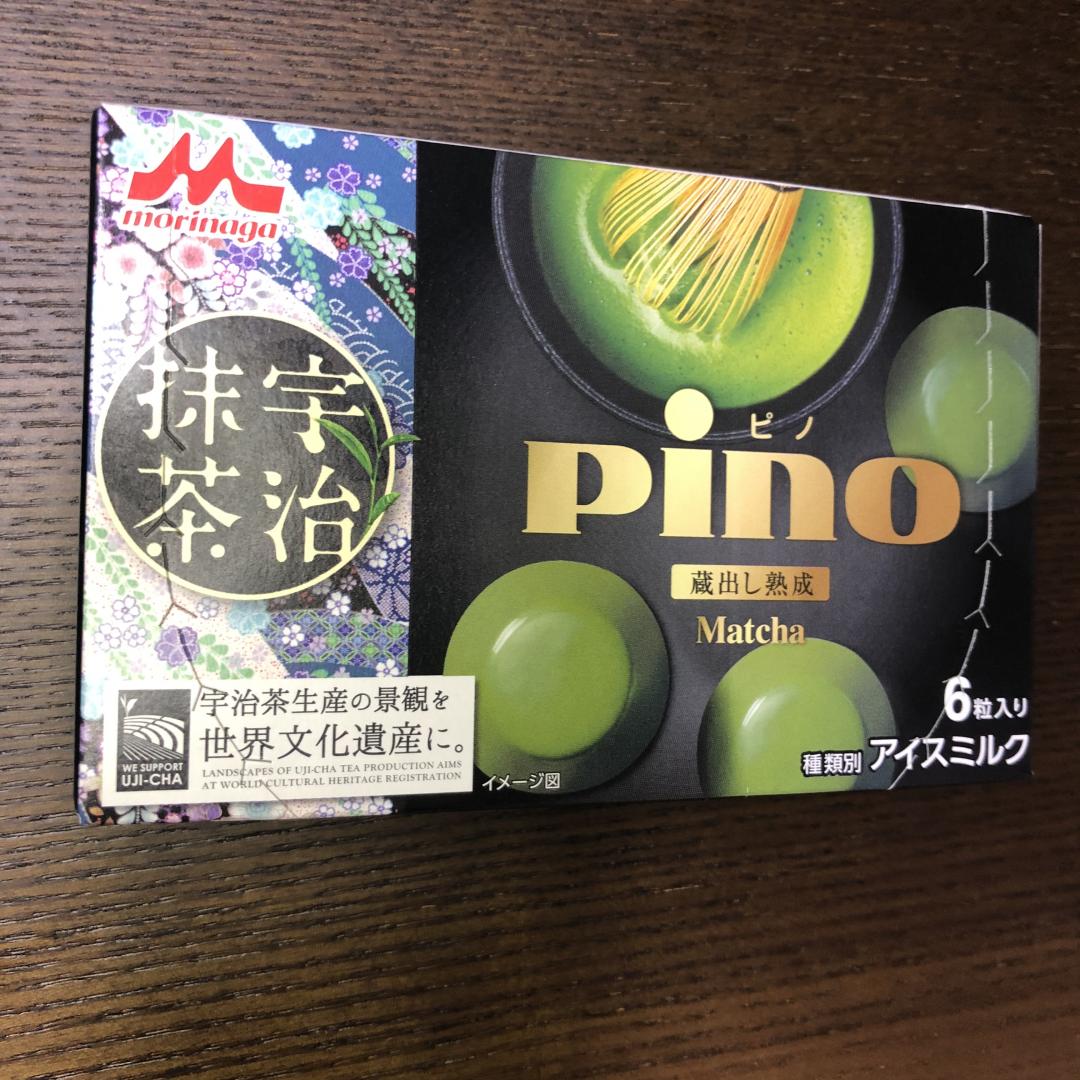 morinaga
宇治
抹茶
ピノ
pino
蔵出し熟成
Matcha
6粒入り
種類別 アイスミルク
イメージ図
WE SUPPORT
UJI-CHA
宇治茶生産の景観を
世界文化遺産に。
LANDSCAPES OF UJI-CHA TEA PRODUCTION AIMS
AT WORLD CULTURAL HERITAGE REGISTRATION